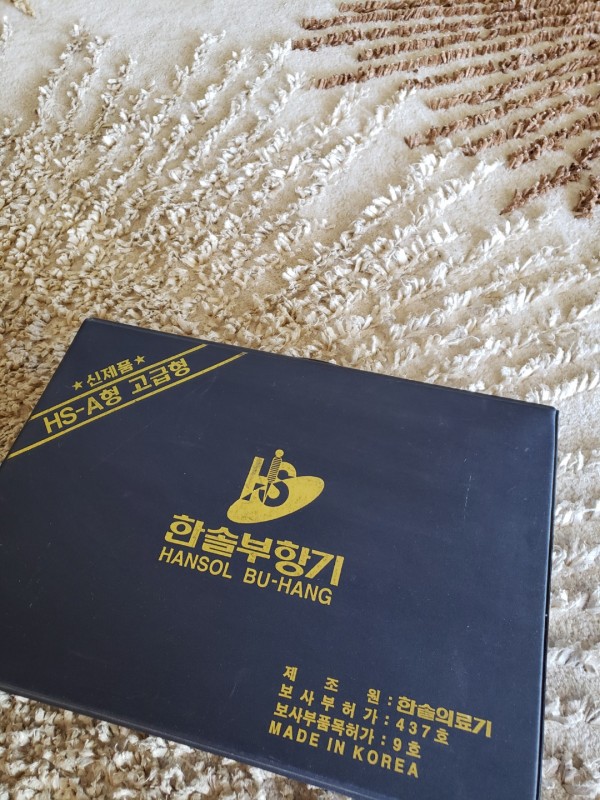 ★신제품★
HS-A형 고급형
HS
한솔부항기
HANSOL BU-HANG
제 조 원 : 한솔의료기
보 사 부 허 가 : 437호
보사부품목허가 : 9호
MADE IN KOREA